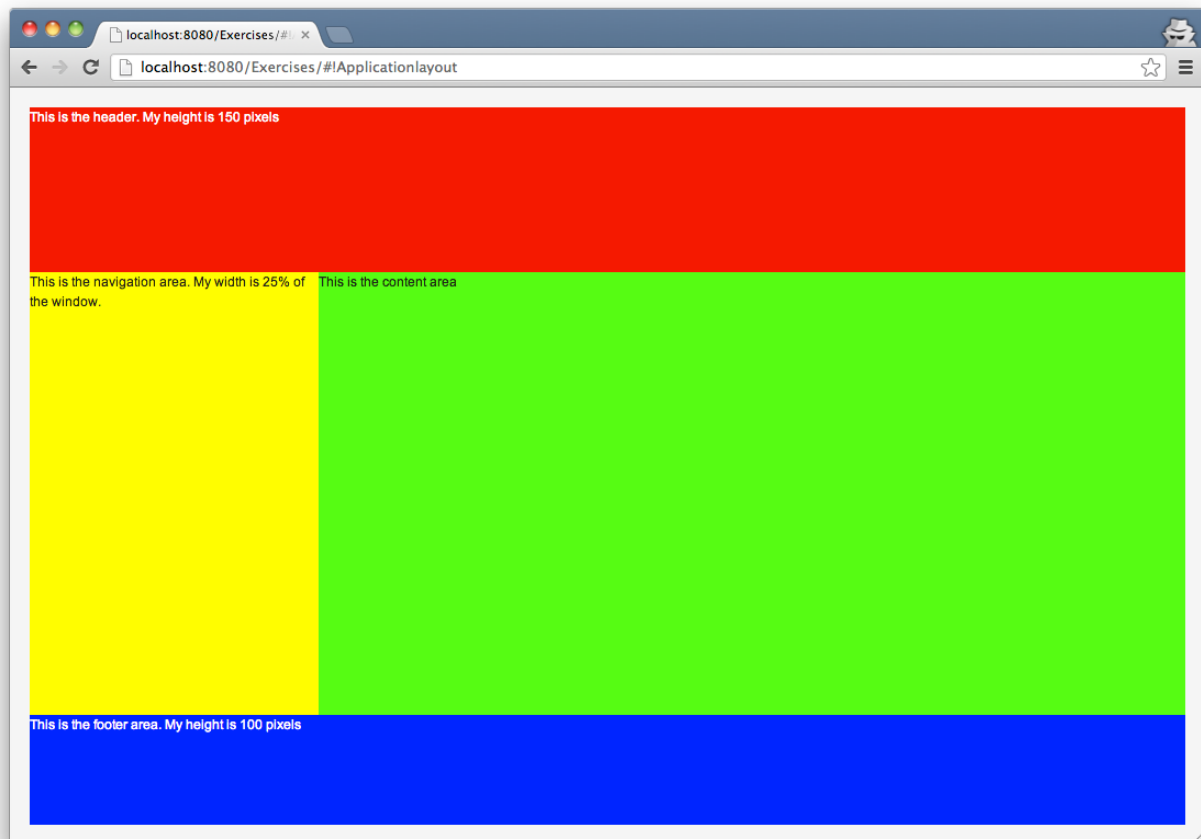 localhost:8080/Exercises/#!
localhost:8080/Exercises/#!Applicationlayout
This is the header. My height is 150 pixels
This is the navigation area. My width is 25% of
the window.
This is the content area
This is the footer area. My height is 100 pixels